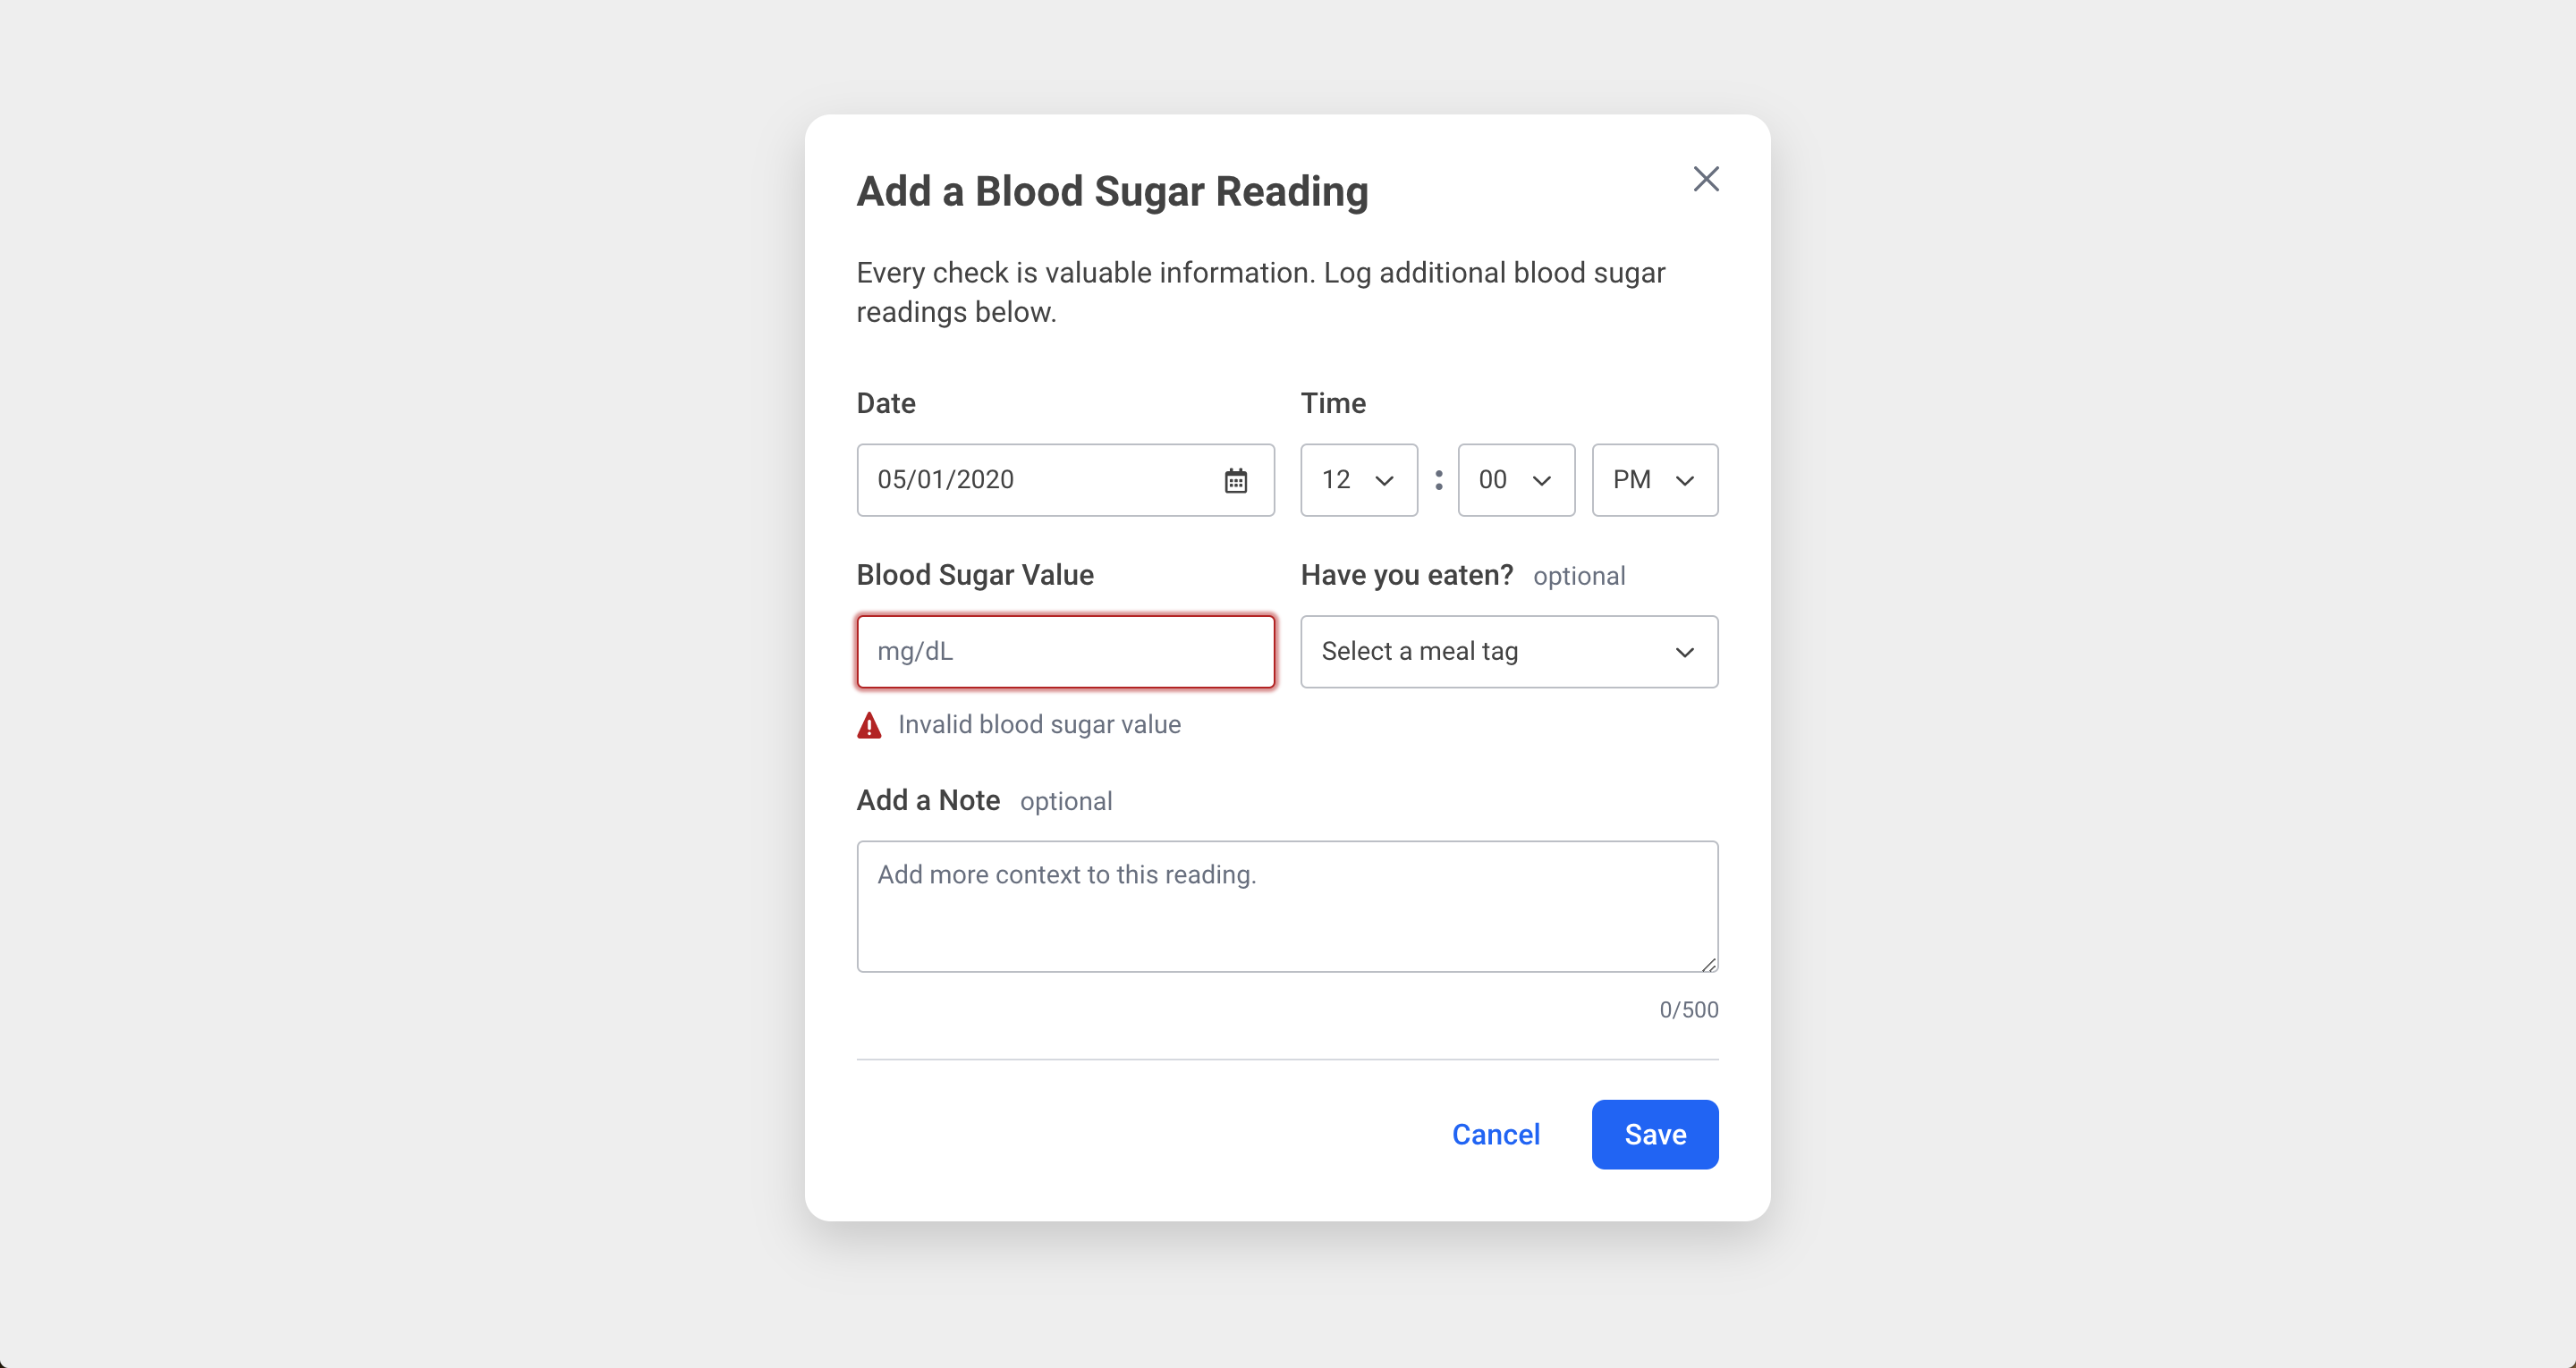 Add a Blood Sugar Reading
Every check is valuable information. Log additional blood sugar
readings below.
Date
Time
05/01/2020
12 : 00 PM
Blood Sugar Value
Have you eaten? optional
mg/dL
Select a meal tag
Invalid blood sugar value
Add a Note optional
Add more context to this reading.
0/500
Cancel
Save